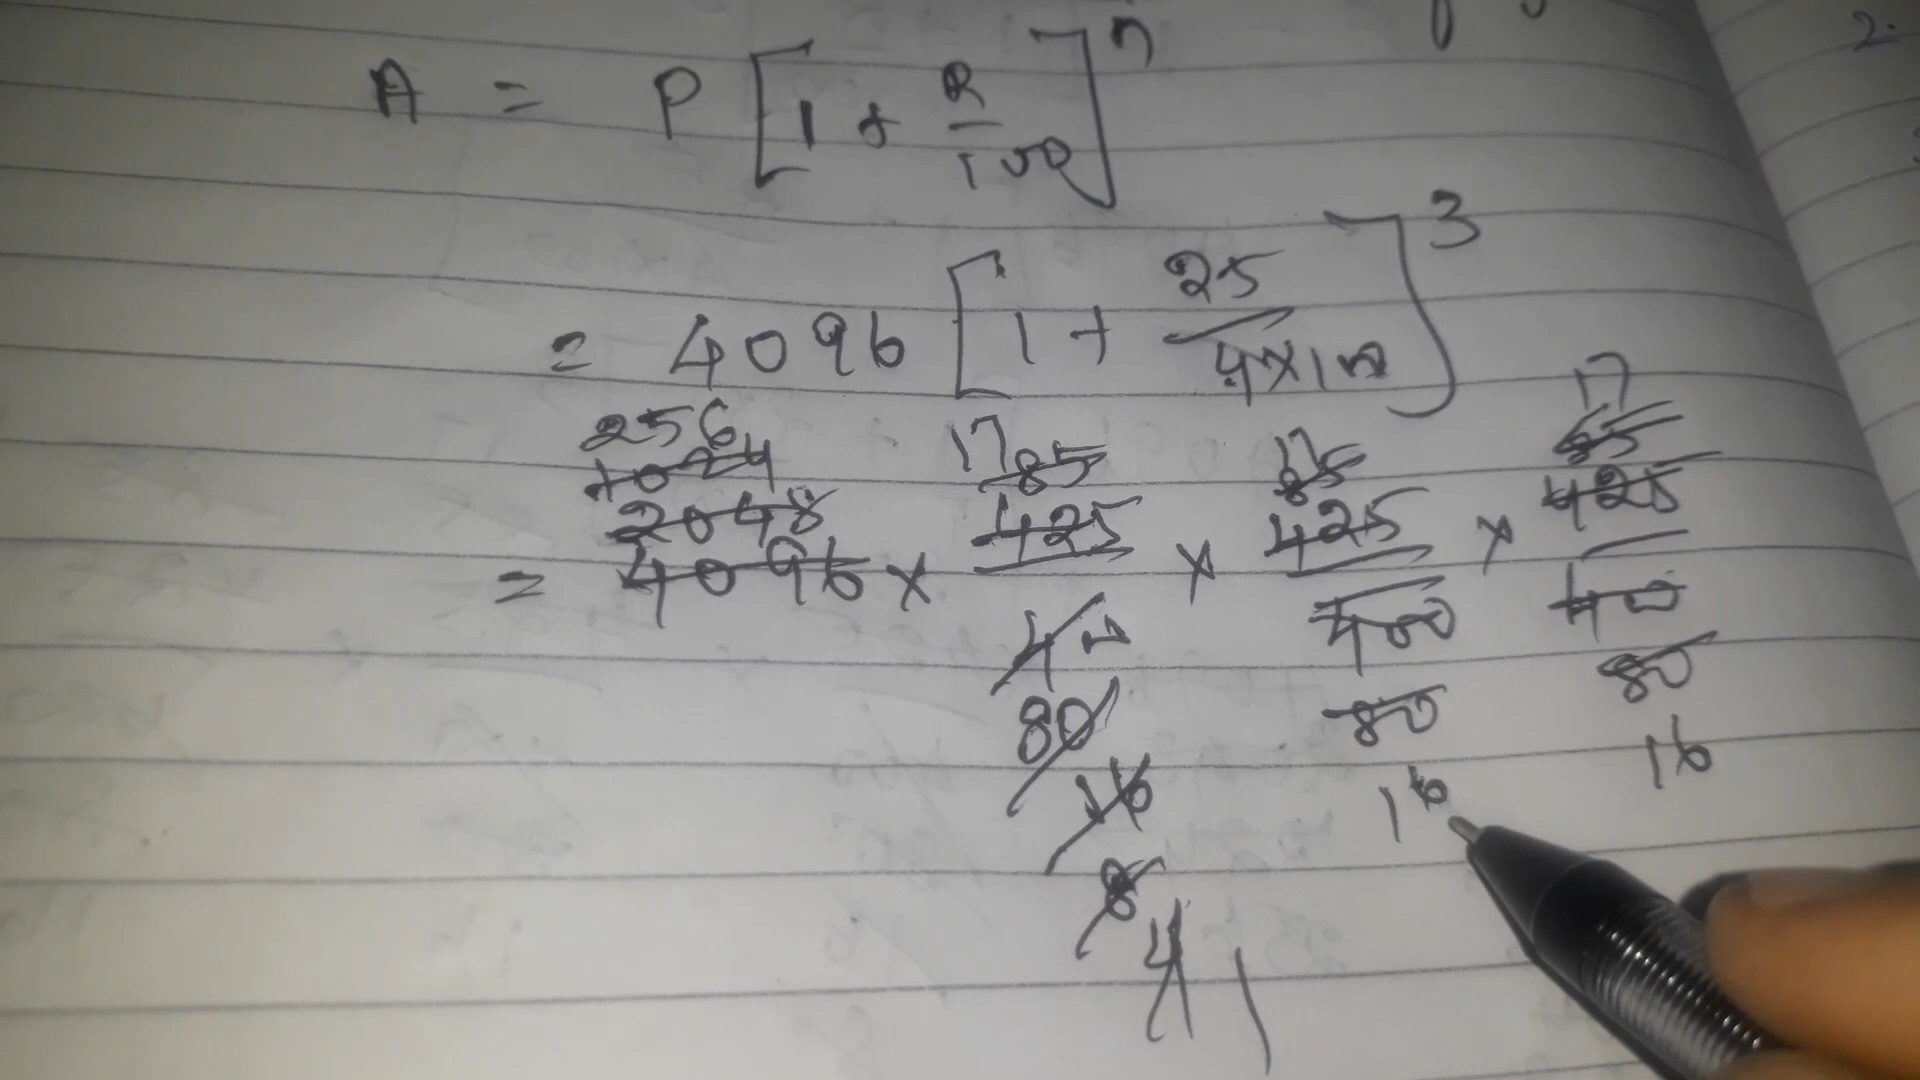 A = P [1 + R/100]^n
= 4096 [1 + 25/4×100]^3
256 17 85 17 85 17 85
1024
2048 425 425 425
= 4096 × × ×
400 400 400
80 80 80
16 16 16
8
4
1